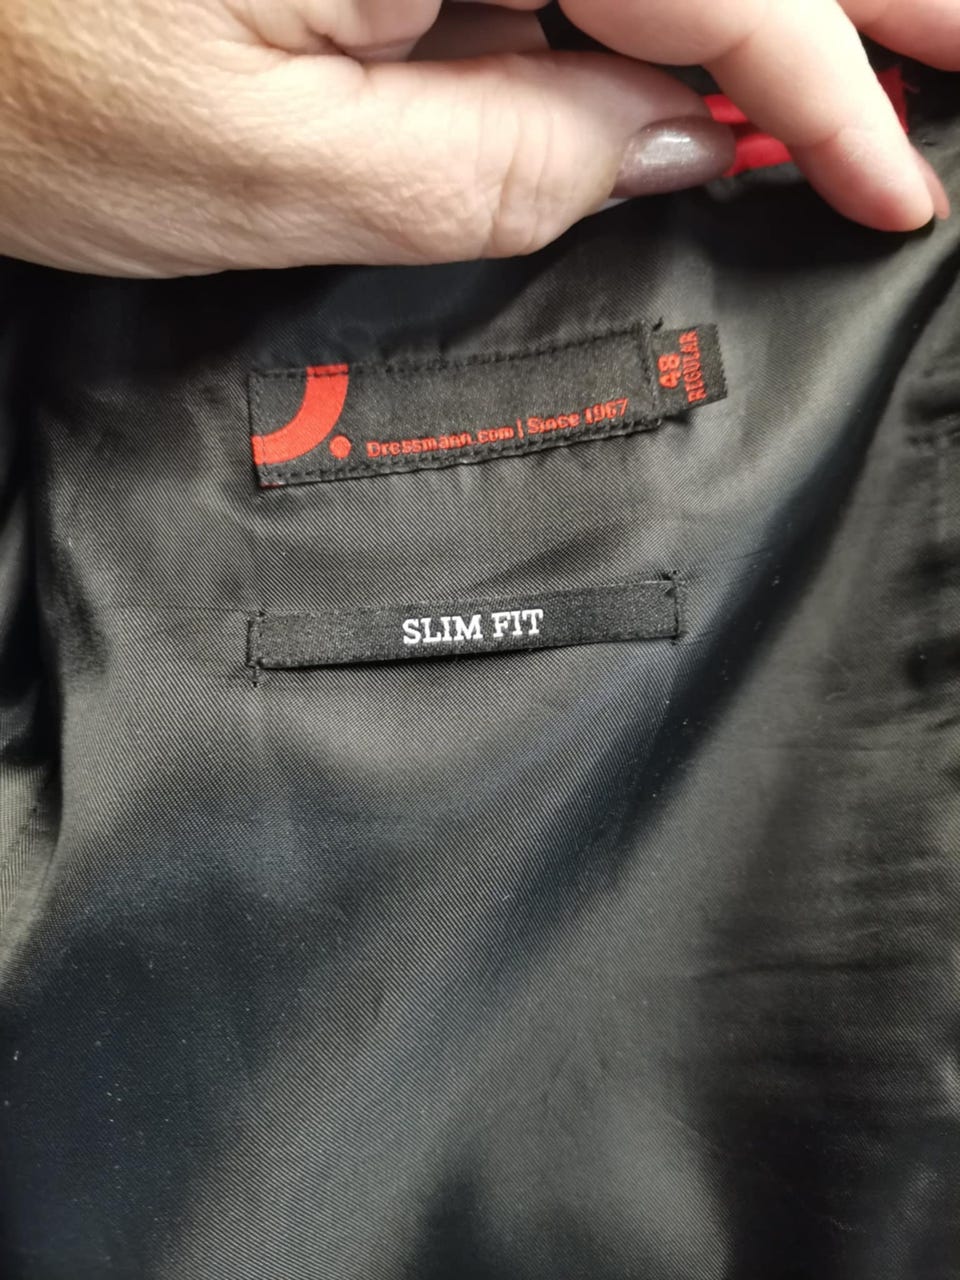 Dressmann.com | Since 1967
48
REGULAR
SLIM FIT